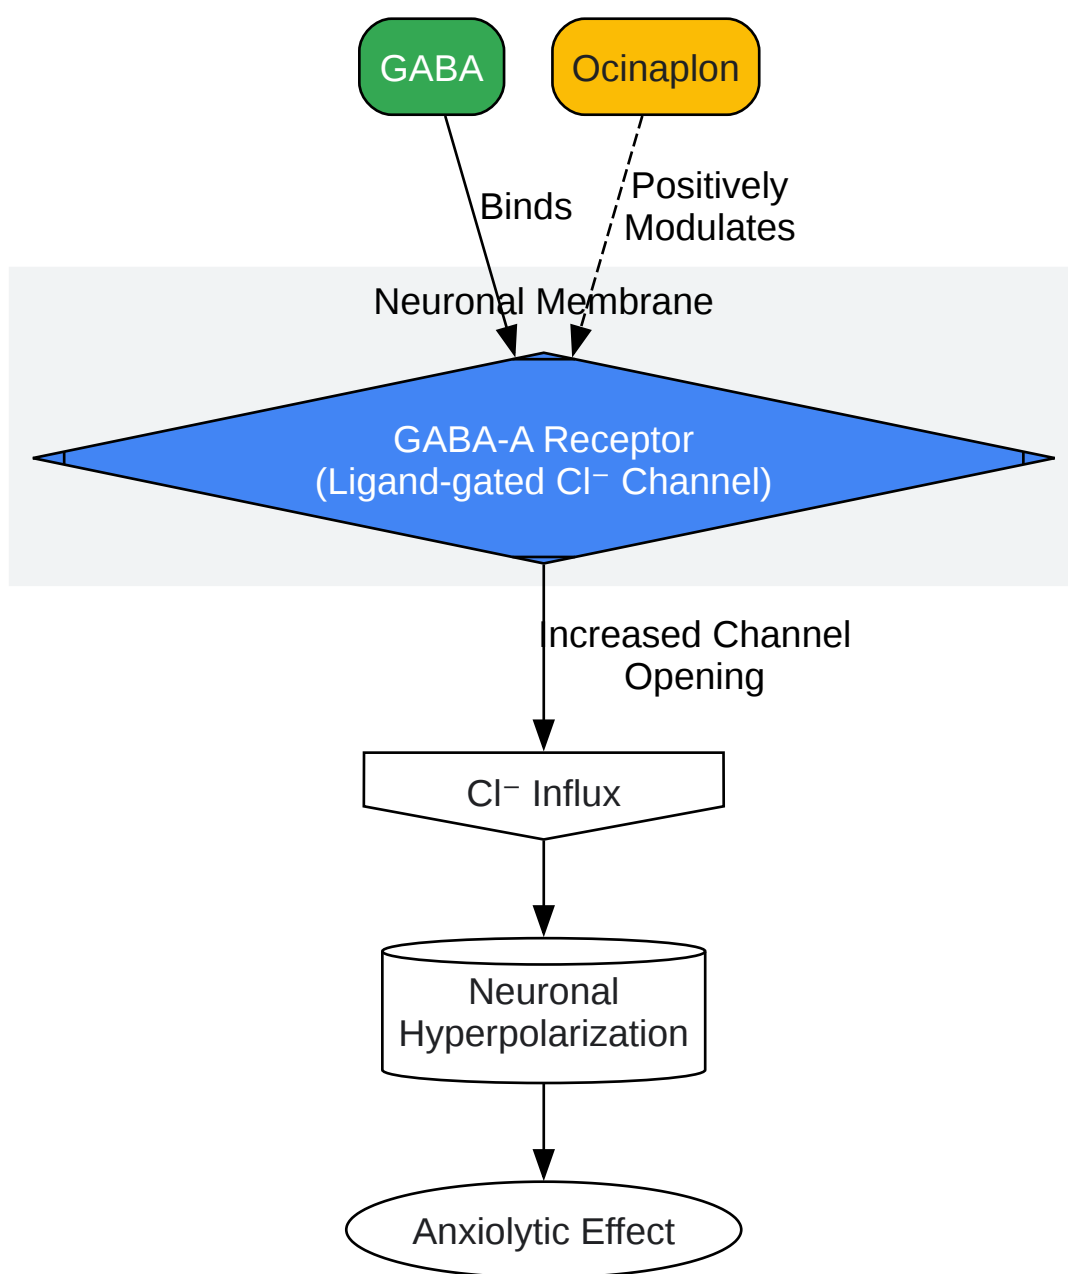 GABA
Ocinaplon
Binds
Positively
Modulates
Neuronal Membrane
GABA-A Receptor
(Ligand-gated Cl⁻ Channel)
Increased Channel
Opening
Cl⁻ Influx
Neuronal
Hyperpolarization
Anxiolytic Effect